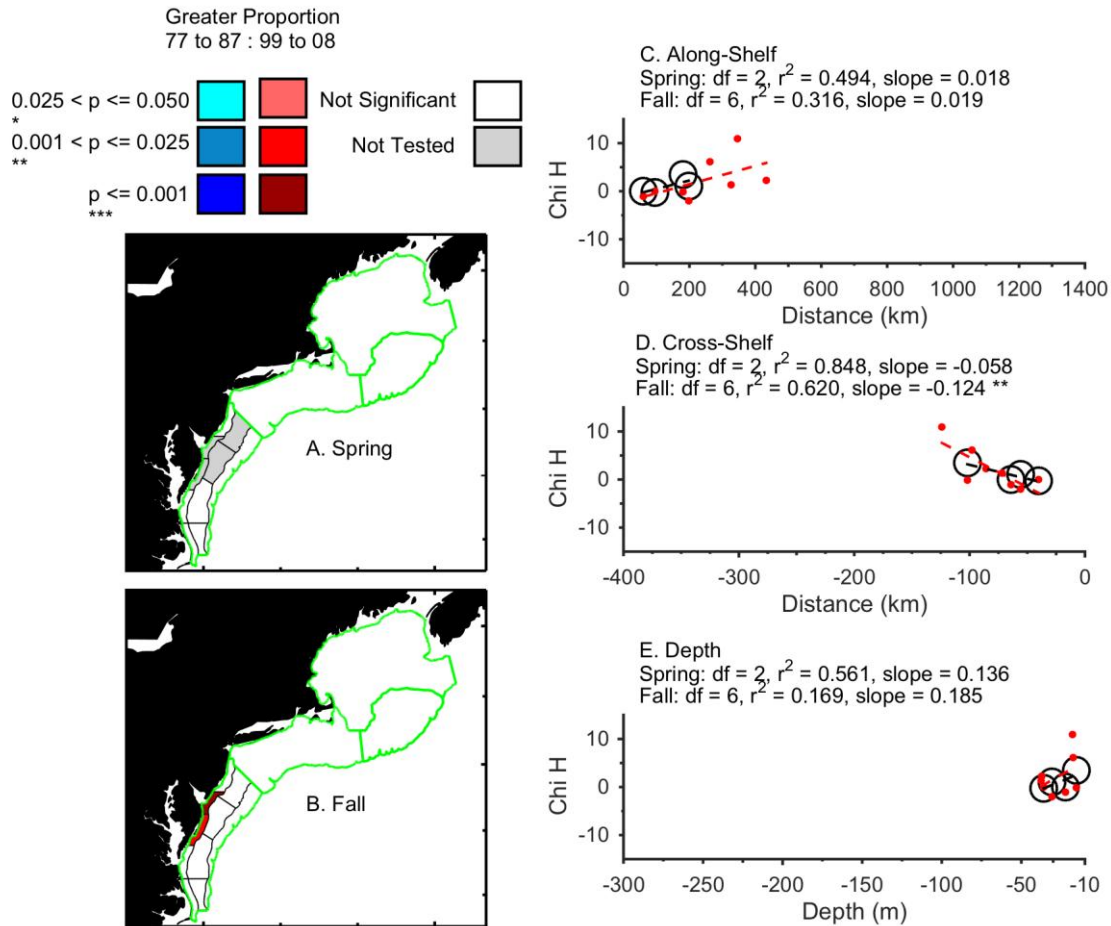 Greater Proportion
77 to 87 : 99 to 08
0.025 < p <= 0.050
*
0.001 < p <= 0.025
**
p <= 0.001
***
Not Significant
Not Tested
A. Spring
B. Fall
C. Along-Shelf
Spring: df = 2, r² = 0.494, slope = 0.018
Fall: df = 6, r² = 0.316, slope = 0.019
Chi H
10
0
-10
0 200 400 600 800 1000 1200 1400
Distance (km)
D. Cross-Shelf
Spring: df = 2, r² = 0.848, slope = -0.058
Fall: df = 6, r² = 0.620, slope = -0.124 **
Chi H
10
0
-10
-400 -300 -200 -100 0
Distance (km)
E. Depth
Spring: df = 2, r² = 0.561, slope = 0.136
Fall: df = 6, r² = 0.169, slope = 0.185
Chi H
10
0
-10
-300 -200 -100 -50 -10
Depth (m)